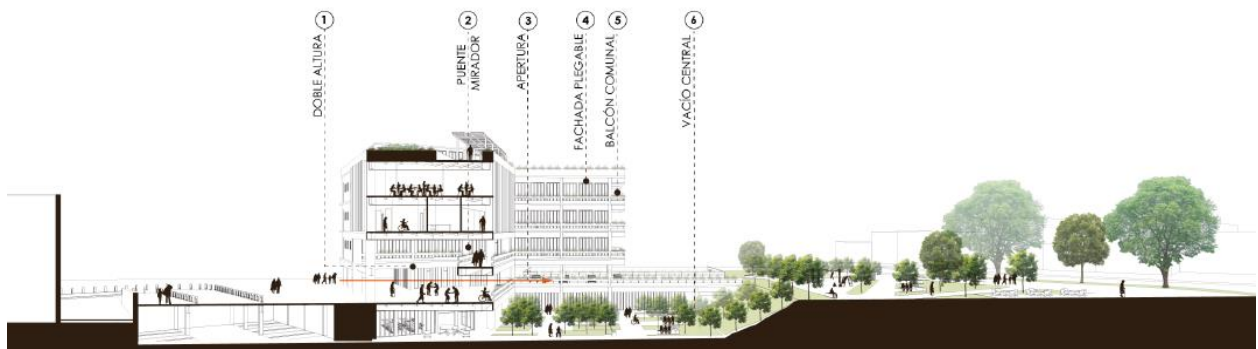 1
DOBLE ALTURA
2
PUENTE
MIRADOR
3
APERTURA
4
FACHADA PLEGABLE
5
BALCÓN COMUNAL
6
VACÍO CENTRAL